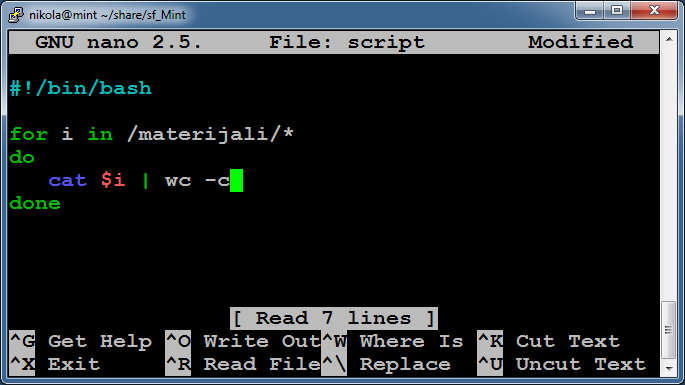 nikola@mint ~/share/sf_Mint
GNU nano 2.5. File: script Modified
#!/bin/bash
for i in /materijali/*
do
cat $i | wc -c
done
[ Read 7 lines ]
^G Get Help ^O Write Out ^W Where Is ^K Cut Text
^X Exit ^R Read File ^\ Replace ^U Uncut Text